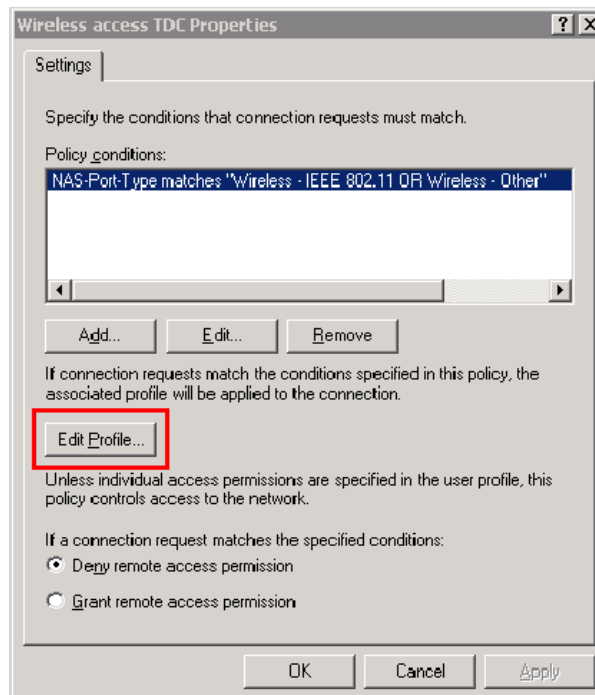 Wireless access TDC Properties
Settings
Specify the conditions that connection requests must match.
Policy conditions:
NAS-Port-Type matches "Wireless - IEEE 802.11 OR Wireless - Other"
Add... Edit... Remove
If connection requests match the conditions specified in this policy, the
associated profile will be applied to the connection.
Edit Profile...
Unless individual access permissions are specified in the user profile, this
policy controls access to the network.
If a connection request matches the specified conditions:
Deny remote access permission
Grant remote access permission
OK Cancel Apply